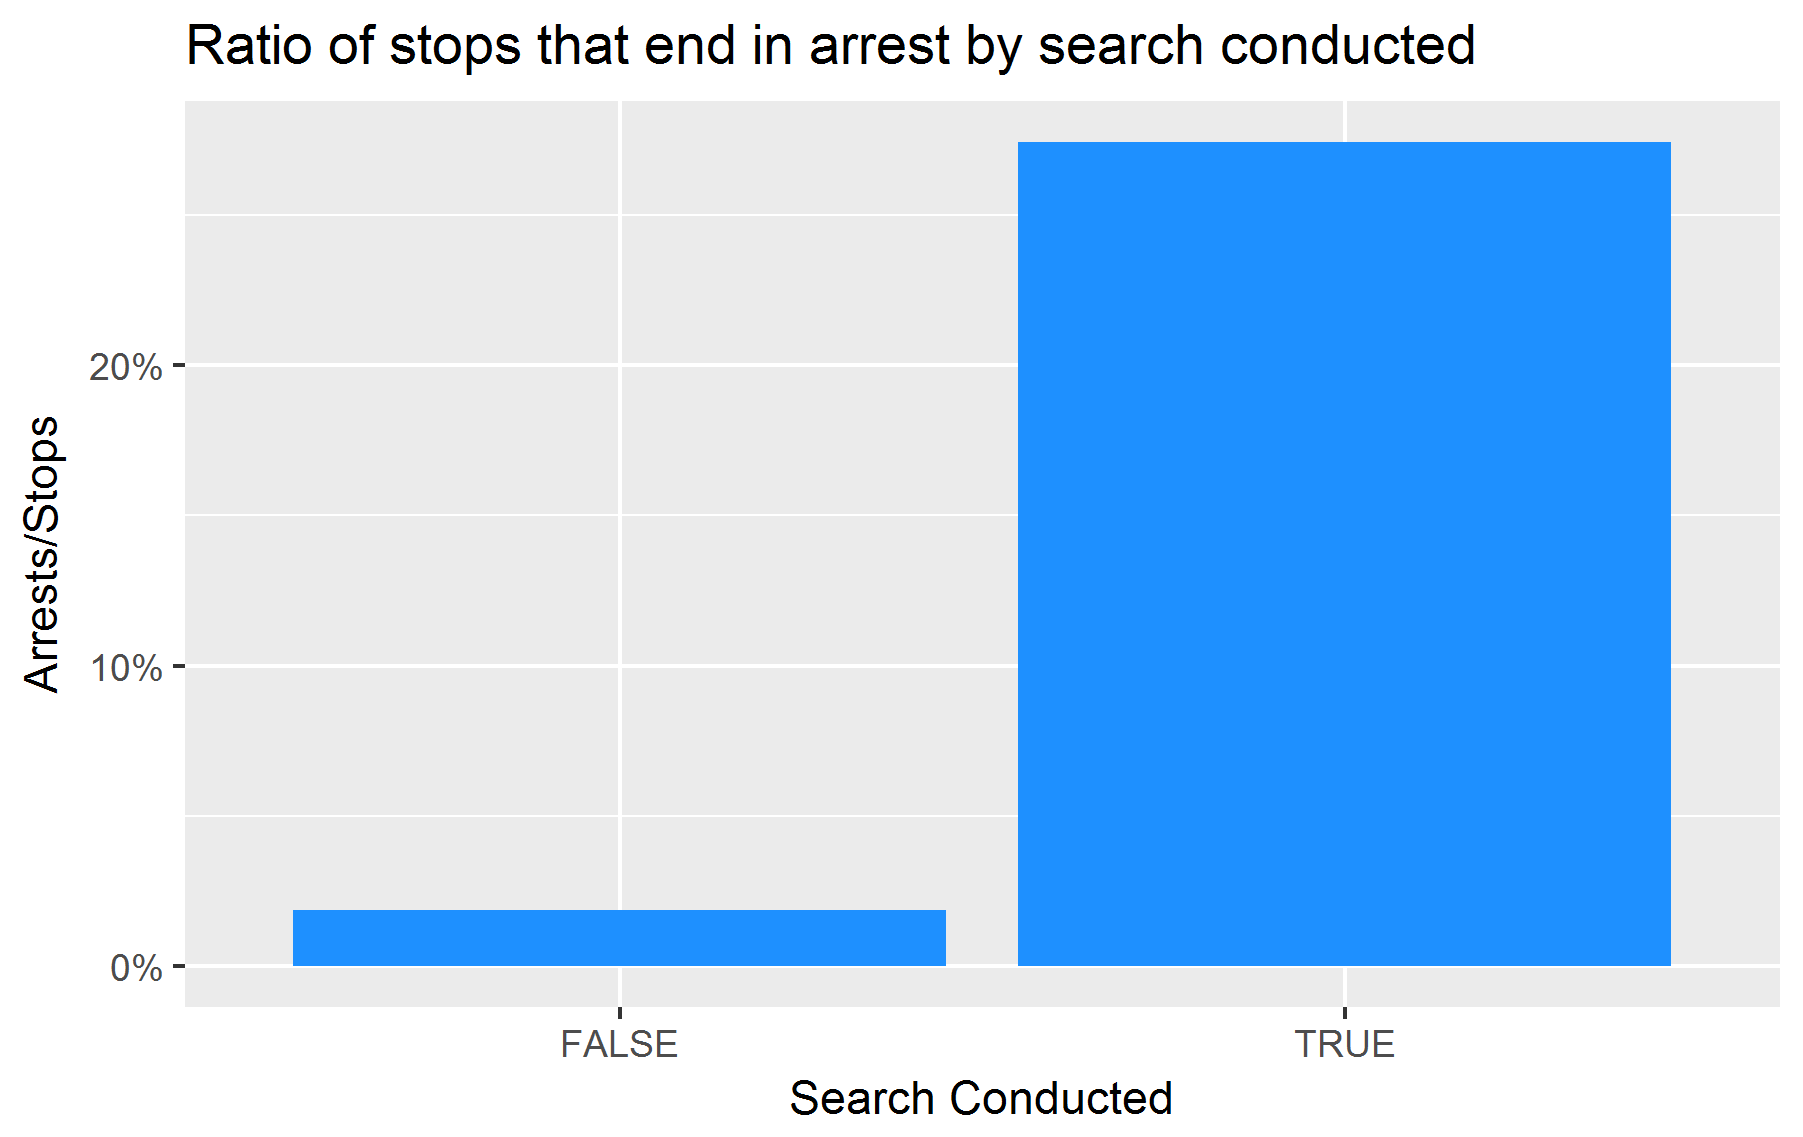 Ratio of stops that end in arrest by search conducted
Arrests/Stops
20%
10%
0%
FALSE
TRUE
Search Conducted